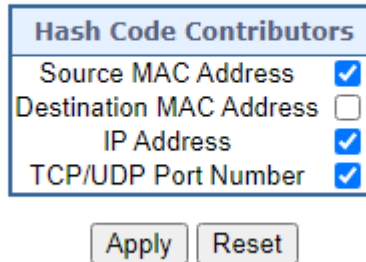 Hash Code Contributors
Source MAC Address
Destination MAC Address
IP Address
TCP/UDP Port Number
Apply Reset